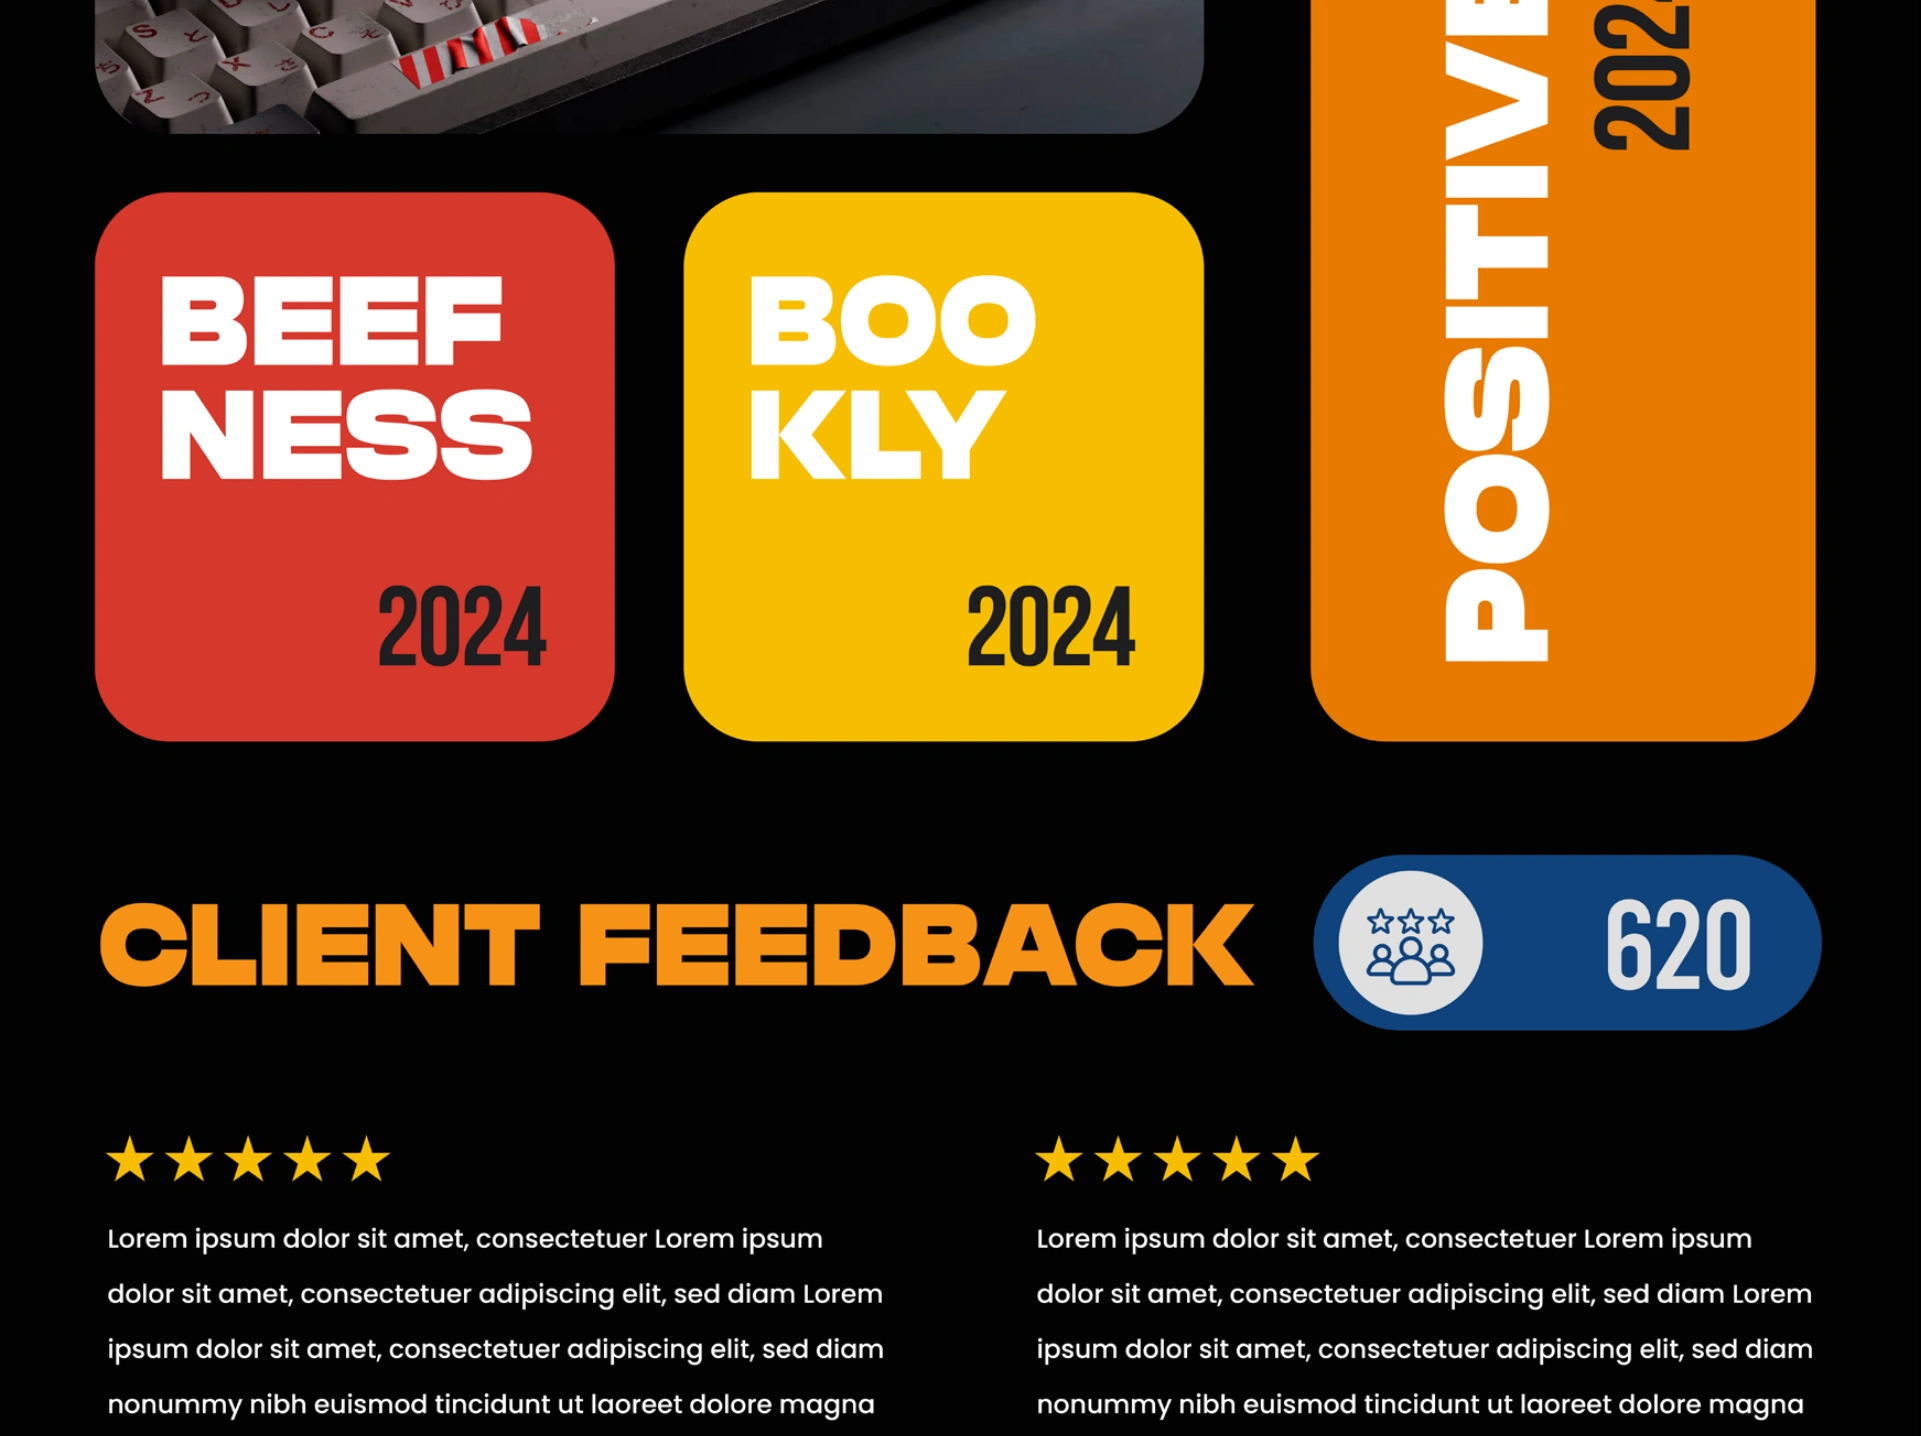 POSITIVE
202
BEEF
NESS
2024
BOO
KLY
2024
CLIENT FEEDBACK
620
Lorem ipsum dolor sit amet, consectetuer Lorem ipsum
dolor sit amet, consectetuer adipiscing elit, sed diam Lorem
ipsum dolor sit amet, consectetuer adipiscing elit, sed diam
nonummy nibh euismod tincidunt ut laoreet dolore magna
Lorem ipsum dolor sit amet, consectetuer Lorem ipsum
dolor sit amet, consectetuer adipiscing elit, sed diam Lorem
ipsum dolor sit amet, consectetuer adipiscing elit, sed diam
nonummy nibh euismod tincidunt ut laoreet dolore magna